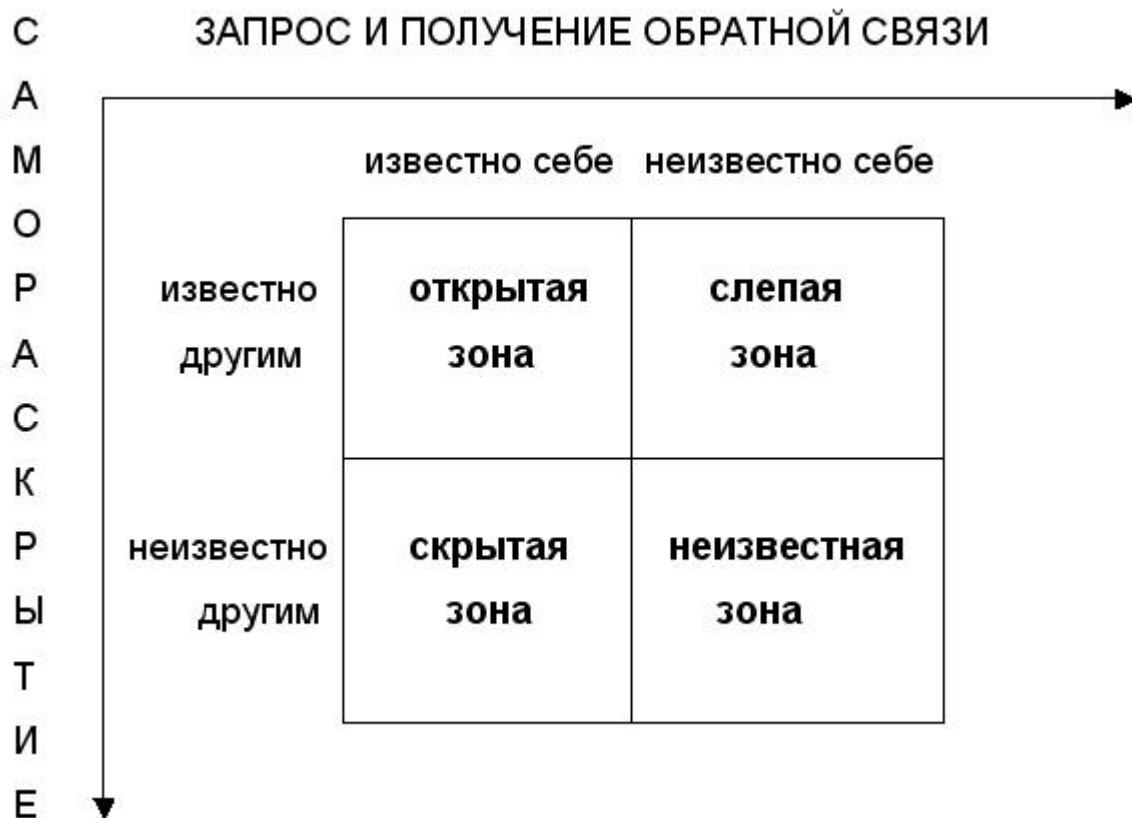 ЗАПРОС И ПОЛУЧЕНИЕ ОБРАТНОЙ СВЯЗИ
САМОРАСКРЫТИЕ
известно себе неизвестно себе
известно другим
открытая зона
слепая зона
неизвестно другим
скрытая зона
неизвестная зона